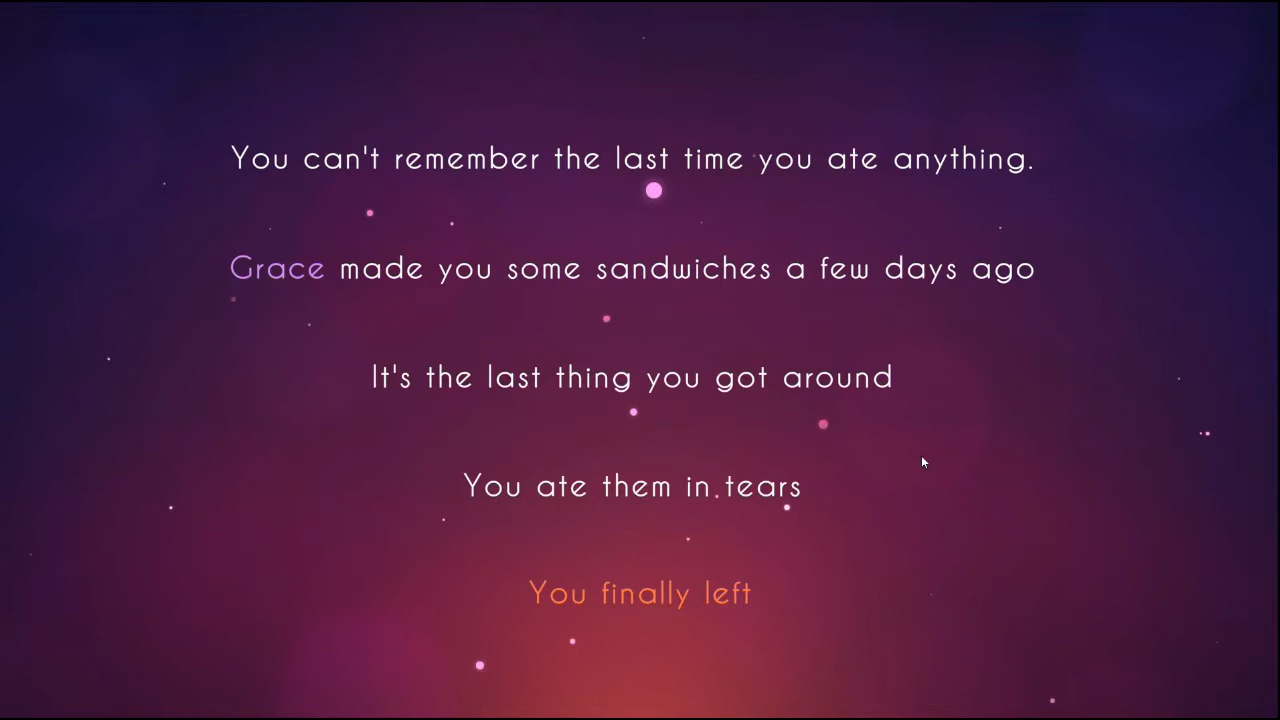 You can't remember the last time you ate anything.
Grace made you some sandwiches a few days ago
It's the last thing you got around
You ate them in tears
You finally left